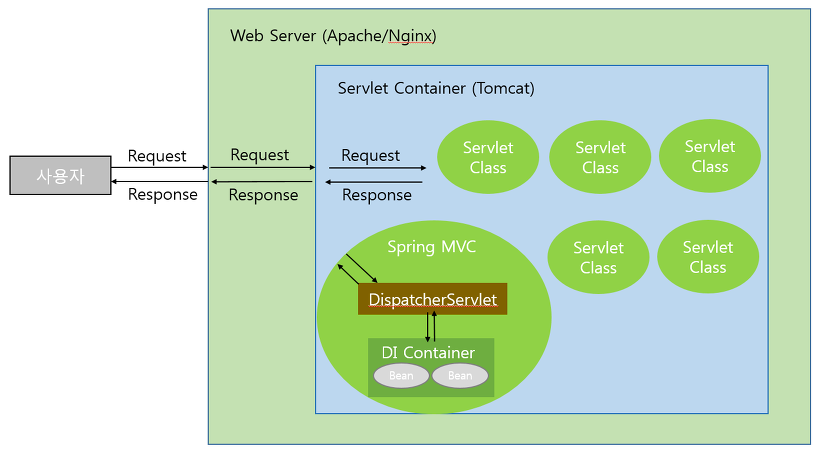 Web Server (Apache/Nginx)
Servlet Container (Tomcat)
사용자
Request
Response
Request
Response
Request
Response
Servlet
Class
Servlet
Class
Servlet
Class
Servlet
Class
Servlet
Class
Spring MVC
DispatcherServlet
DI Container
Bean
Bean